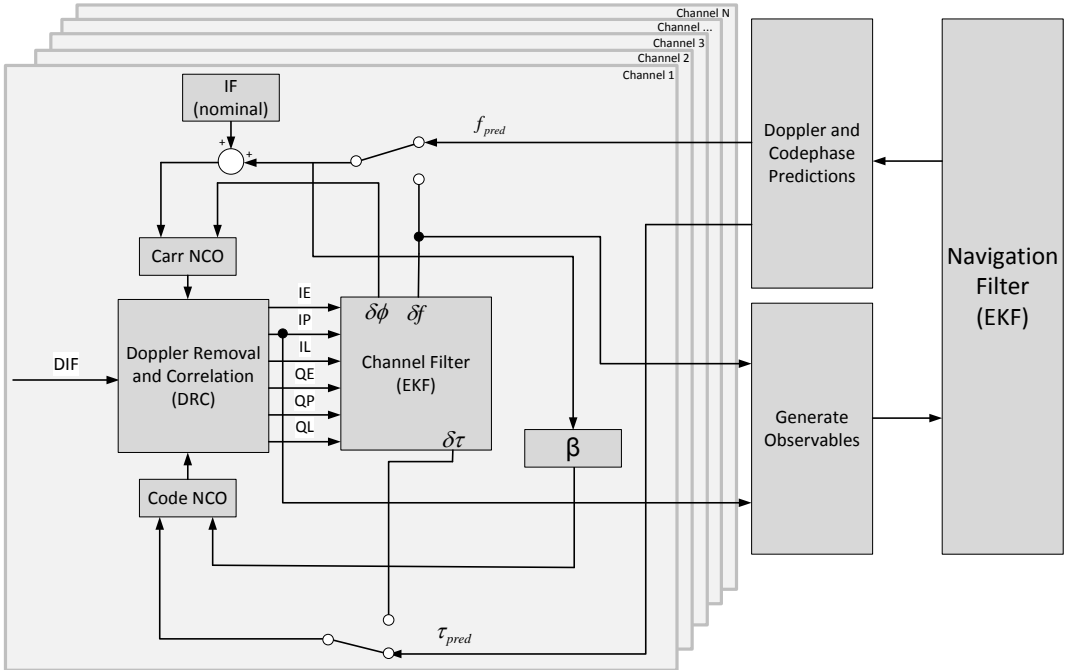 Channel N
Channel ...
Channel 3
Channel 2
Channel 1
IF
(nominal)
+
+
f_pred
Doppler and
Codephase
Predictions
Navigation
Filter
(EKF)
Carr NCO
DIF
Doppler Removal
and Correlation
(DRC)
IE
IP
IL
QE
QP
QL
δϕ
δf
Channel Filter
(EKF)
δτ
β
Generate
Observables
Code NCO
τ_pred